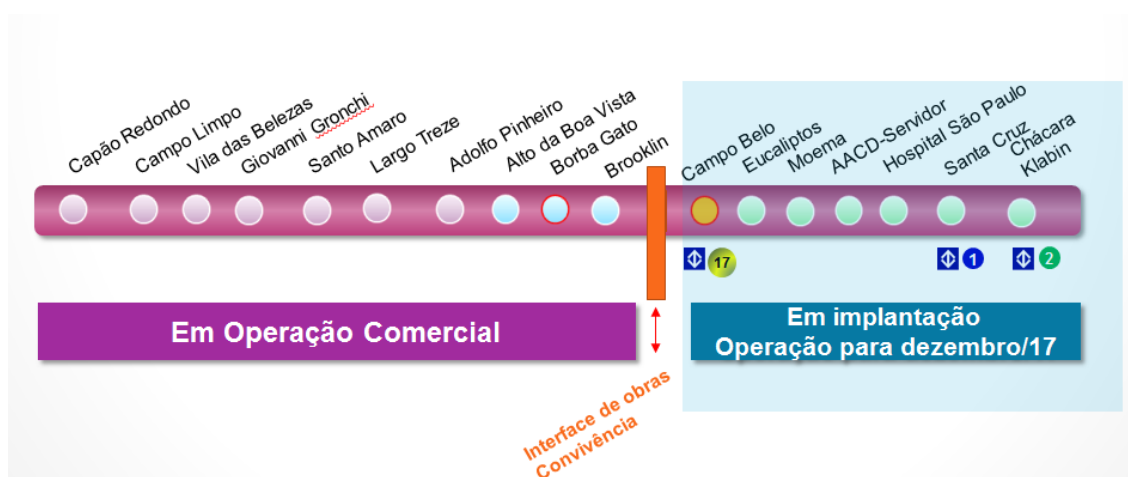 Capão Redondo
Campo Limpo
Vila das Belezas
Giovanni Gronchi
Santo Amaro
Largo Treze
Adolfo Pinheiro
Alto da Boa Vista
Borba Gato
Brooklin
Campo Belo
Eucaliptos
Moema
AACD-Servidor
Hospital São Paulo
Santa Cruz
Chácara
Klabin
17
1
2
Em Operação Comercial
Em implantação
Operação para dezembro/17
Interface de obras
Convivência